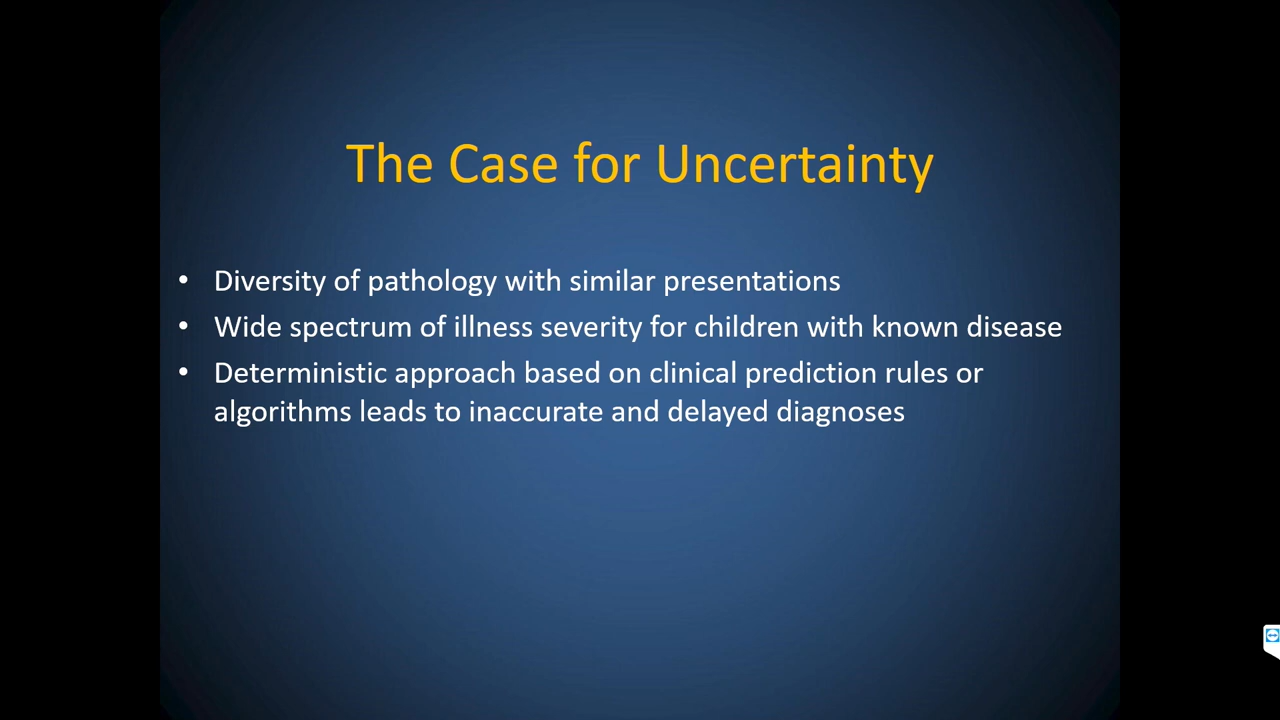 The Case for Uncertainty
• Diversity of pathology with similar presentations
• Wide spectrum of illness severity for children with known disease
• Deterministic approach based on clinical prediction rules or
algorithms leads to inaccurate and delayed diagnoses